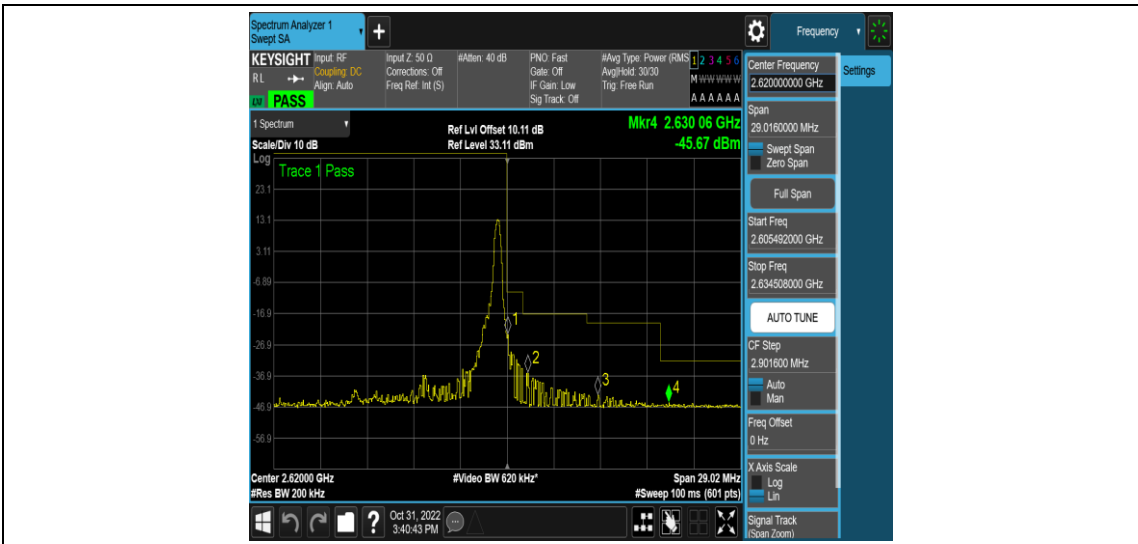 Spectrum Analyzer 1
Swept SA
+
Frequency
KEYSIGHT
RL
LXI
PASS
Input: RF
Coupling: DC
Align: Auto
Input Z: 50 Ω
Corrections: Off
Freq Ref: Int (S)
#Atten: 40 dB
PNO: Fast
Gate: Off
IF Gain: Low
Sig Track: Off
#Avg Type: Power (RMS
Avg|Hold: 30/30
Trig: Free Run
1 2 3 4 5 6
M W W W W W
A A A A A A
1 Spectrum
Scale/Div 10 dB
Ref Lvl Offset 10.11 dB
Ref Level 33.11 dBm
Mkr4 2.630 06 GHz
-45.67 dBm
Log
Trace 1 Pass
23.1
13.1
3.11
-6.89
-16.9
-26.9
-36.9
-46.9
-56.9
1
2
3
4
Center 2.62000 GHz
#Res BW 200 kHz
#Video BW 620 kHz*
Span 29.02 MHz
#Sweep 100 ms (601 pts)
?
Oct 31, 2022
3:40:43 PM
Center Frequency
2.620000000 GHz
Settings
Span
29.0160000 MHz
Swept Span
Zero Span
Full Span
Start Freq
2.605492000 GHz
Stop Freq
2.634508000 GHz
AUTO TUNE
CF Step
2.901600 MHz
Auto
Man
Freq Offset
0 Hz
X Axis Scale
Log
Lin
Signal Track
(Span Zoom)